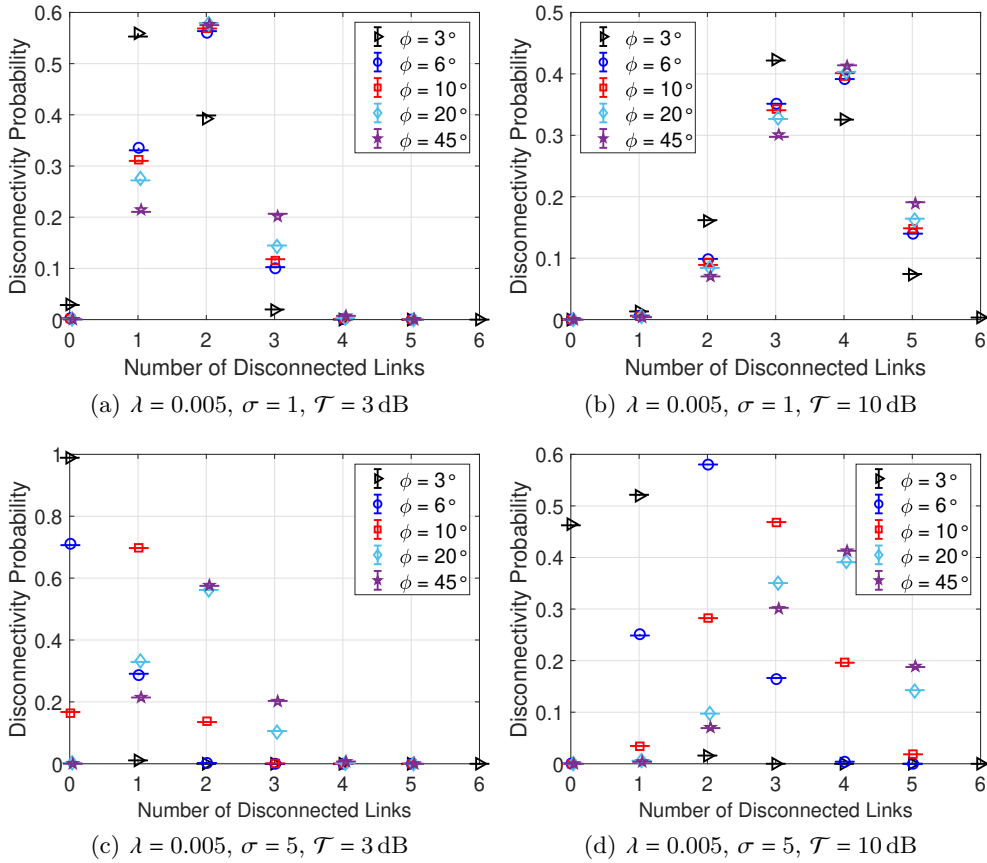 0.6
0.5
0.4
0.3
0.2
0.1
0
0 1 2 3 4 5 6
Disconnectivity Probability
Number of Disconnected Links
ϕ = 3°
ϕ = 6°
ϕ = 10°
ϕ = 20°
ϕ = 45°
(a) λ = 0.005, σ = 1, 𝒯 = 3 dB
0.5
0.4
0.3
0.2
0.1
0
0 1 2 3 4 5 6
Disconnectivity Probability
Number of Disconnected Links
ϕ = 3°
ϕ = 6°
ϕ = 10°
ϕ = 20°
ϕ = 45°
(b) λ = 0.005, σ = 1, 𝒯 = 10 dB
1
0.8
0.6
0.4
0.2
0
0 1 2 3 4 5 6
Disconnectivity Probability
Number of Disconnected Links
ϕ = 3°
ϕ = 6°
ϕ = 10°
ϕ = 20°
ϕ = 45°
(c) λ = 0.005, σ = 5, 𝒯 = 3 dB
0.6
0.5
0.4
0.3
0.2
0.1
0
0 1 2 3 4 5 6
Disconnectivity Probability
Number of Disconnected Links
ϕ = 3°
ϕ = 6°
ϕ = 10°
ϕ = 20°
ϕ = 45°
(d) λ = 0.005, σ = 5, 𝒯 = 10 dB